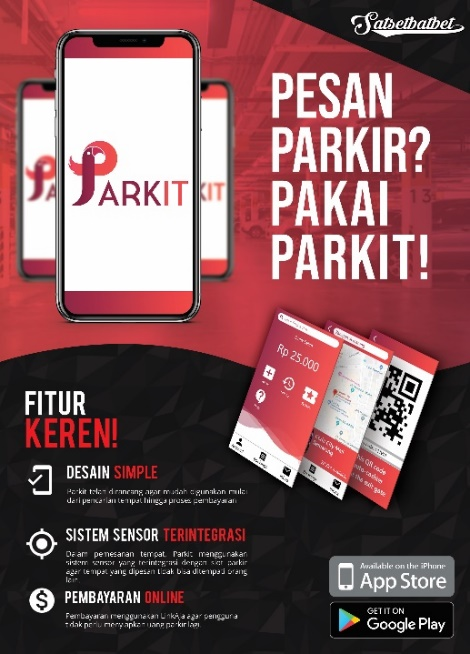 Satsetbatbet
PESAN
PARKIR?
PAKAI
PARKIT!
PARKIT
KIT
Rp 25.000
FITUR
KEREN!
DESAIN SIMPLE
Parkit telah dirancang agar mudah digunakan mulai
dari pencarian tempat hingga proses pembayaran
SISTEM SENSOR TERINTEGRASI
Dalam pemesanan tempat, Parkit menggunakan
sistem sensor yang terintegrasi dengan slot parkir
agar tempat yang dipesan tidak bisa ditempati orang
lain.
PEMBAYARAN ONLINE
Pembayaran menggunakan LinkAja agar pengguna
tidak perlu menyiapkan uang parkir lagi.
Available on the iPhone
App Store
GET IT ON
Google Play